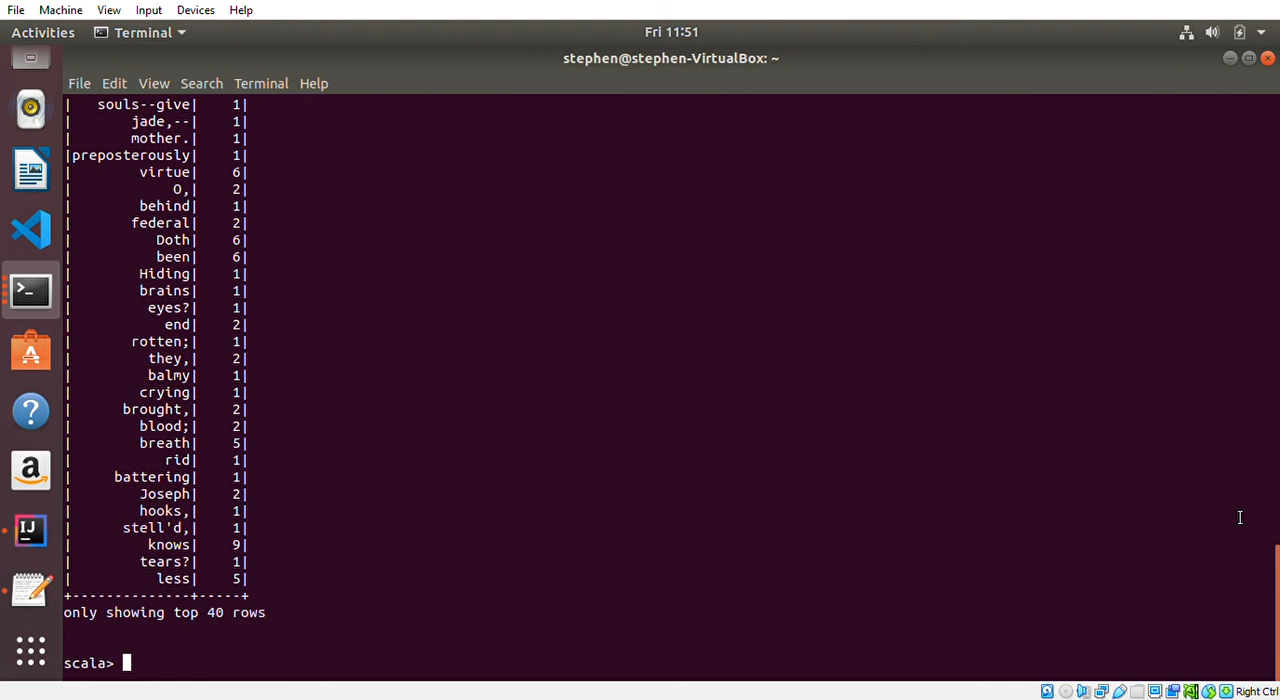 File Machine View Input Devices Help
Activities Terminal Fri 11:51
stephen@stephen-VirtualBox: ~
File Edit View Search Terminal Help
| souls--give| 1|
| jade,--| 1|
| mother.| 1|
|preposterously| 1|
| virtue| 6|
| O,| 2|
| behind| 1|
| federal| 2|
| Doth| 6|
| been| 6|
| Hiding| 1|
| brains| 1|
| eyes?| 1|
| end| 2|
| rotten;| 1|
| they,| 2|
| balmy| 1|
| crying| 1|
| brought,| 2|
| blood;| 2|
| breath| 5|
| rid| 1|
| battering| 1|
| Joseph| 2|
| hooks,| 1|
| stell'd,| 1|
| knows| 9|
| tears?| 1|
| less| 5|
+--------------+-----+
only showing top 40 rows
scala>
Right Ctrl